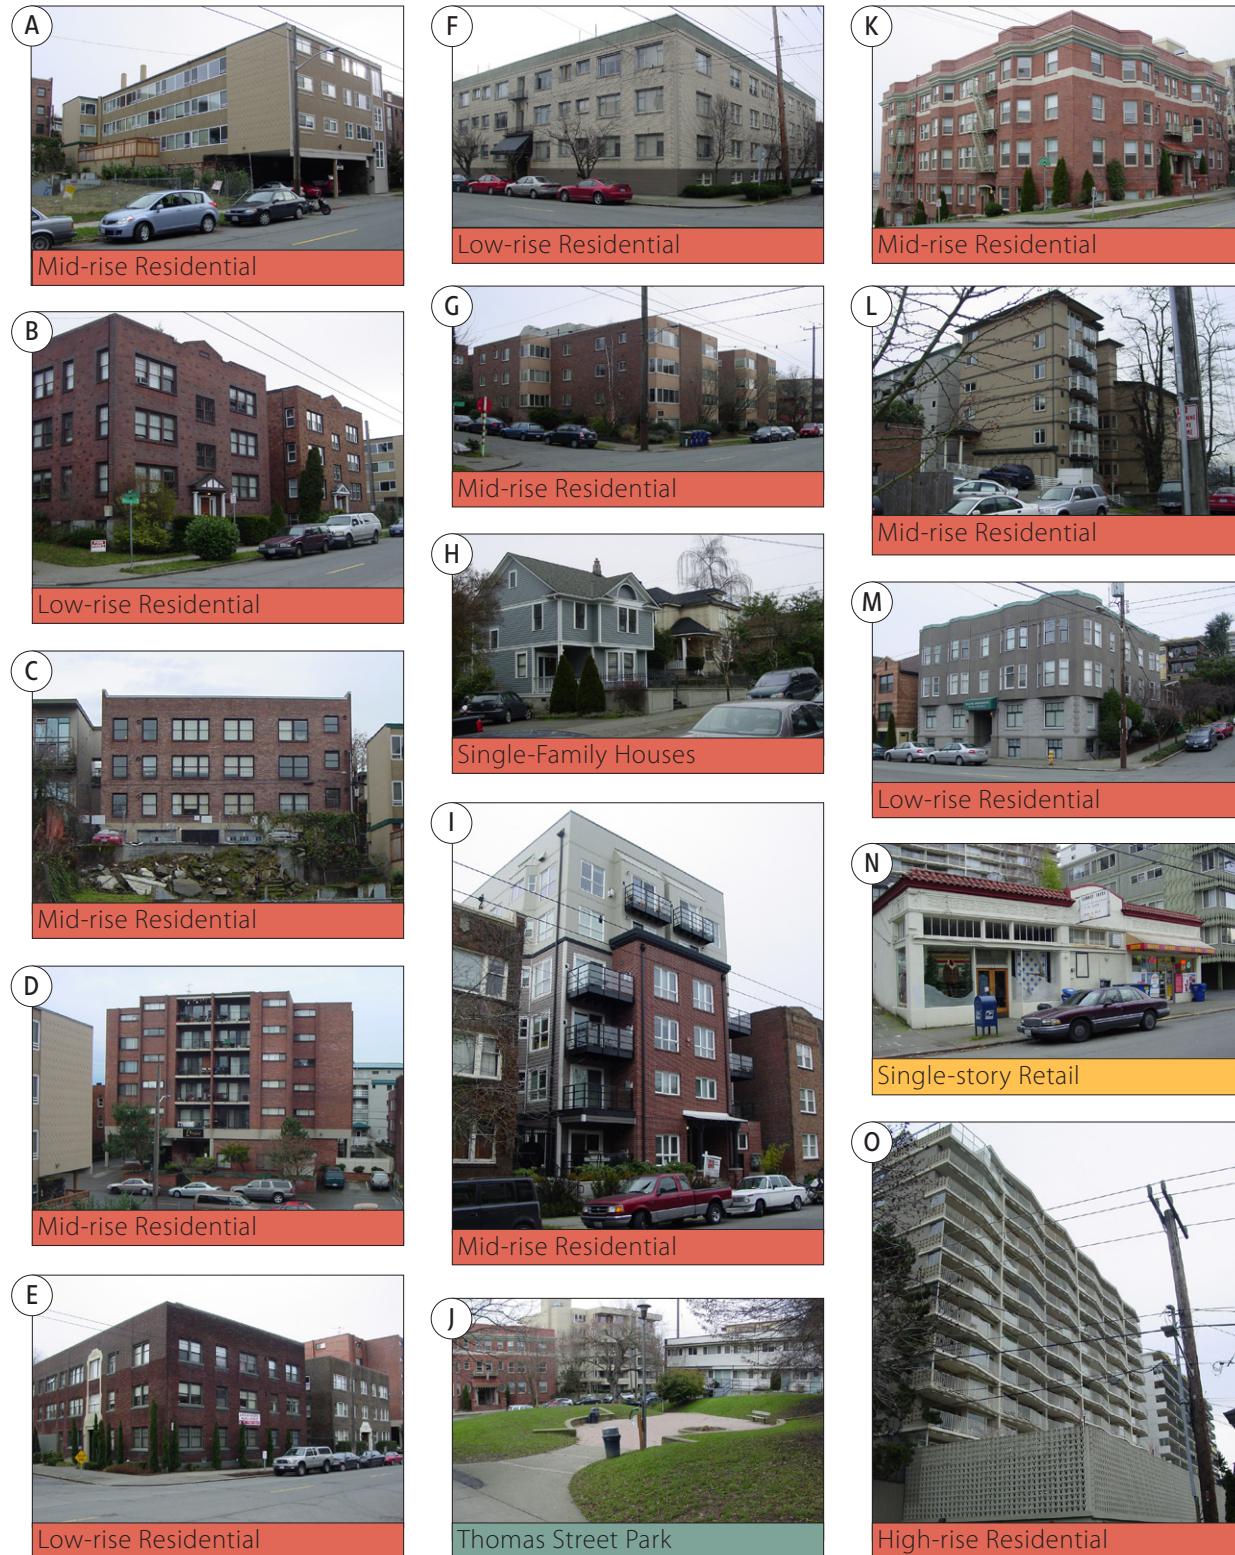 A
Mid-rise Residential
B
Low-rise Residential
C
Mid-rise Residential
D
Mid-rise Residential
E
Low-rise Residential
F
Low-rise Residential
G
Mid-rise Residential
H
Single-Family Houses
I
Mid-rise Residential
J
Thomas Street Park
K
Mid-rise Residential
L
Mid-rise Residential
M
Low-rise Residential
N
Single-story Retail
O
High-rise Residential